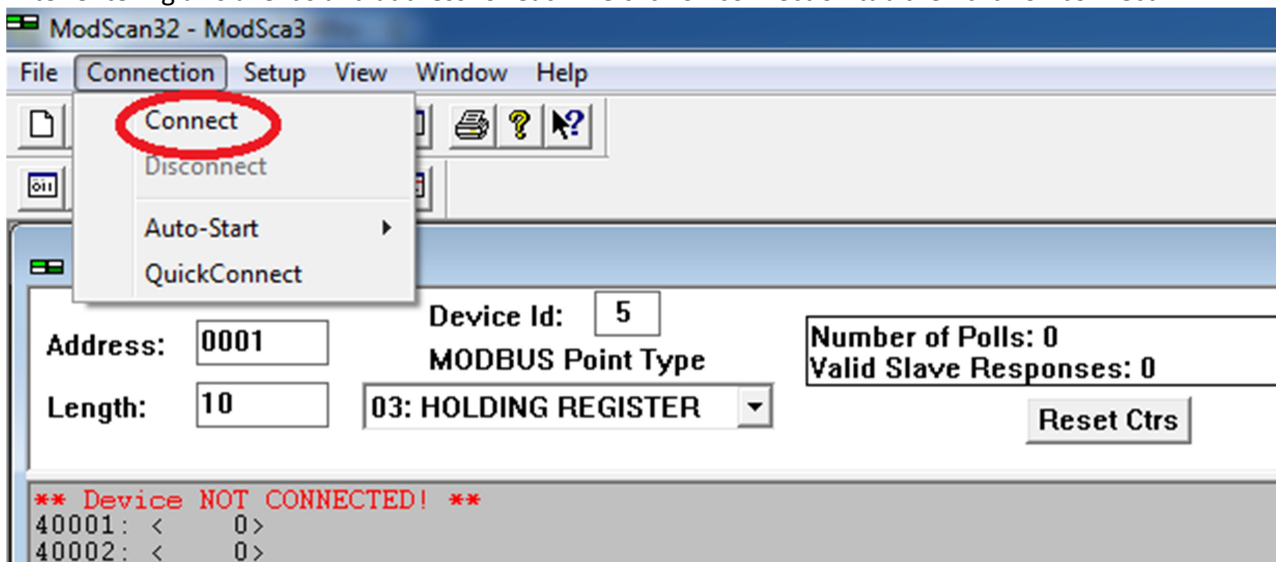 ModScan32 - ModSca3
File Connection Setup View Window Help
Connect
Disconnect
Auto-Start
QuickConnect
Device Id: 5
Address: 0001
MODBUS Point Type
Length: 10
03: HOLDING REGISTER
Number of Polls: 0
Valid Slave Responses: 0
Reset Ctrs
** Device NOT CONNECTED! **
40001: < 0>
40002: < 0>